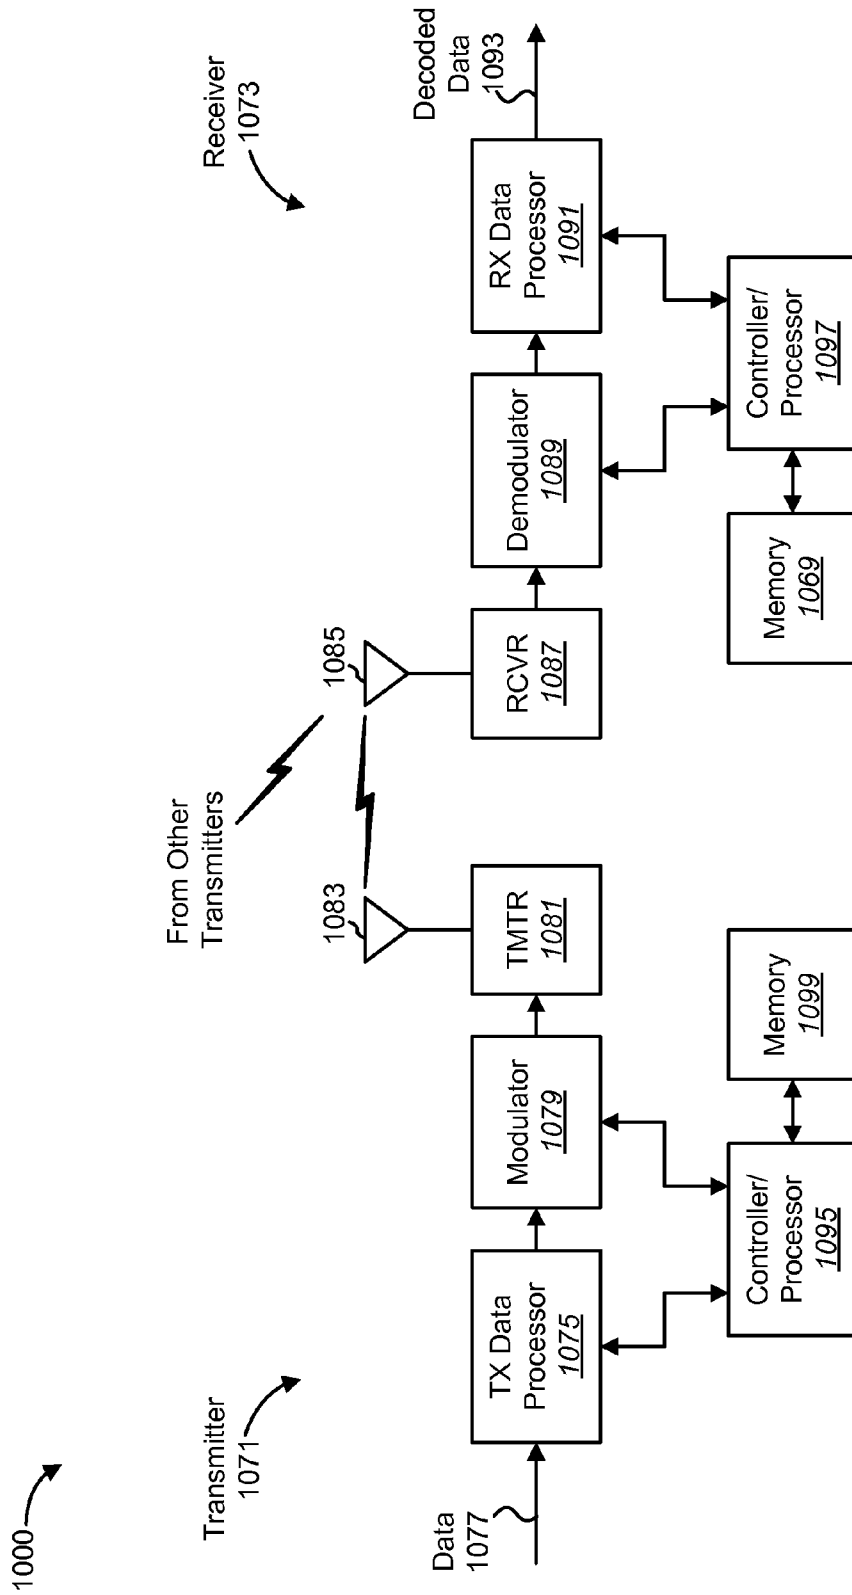 1000
Transmitter
1071
Receiver
1073
From Other
Transmitters
1083
1085
Data
1077
TX Data
Processor
1075
Modulator
1079
TMTR
1081
RCVR
1087
Demodulator
1089
RX Data
Processor
1091
Decoded
Data
1093
Controller/
Processor
1095
Memory
1099
Memory
1069
Controller/
Processor
1097